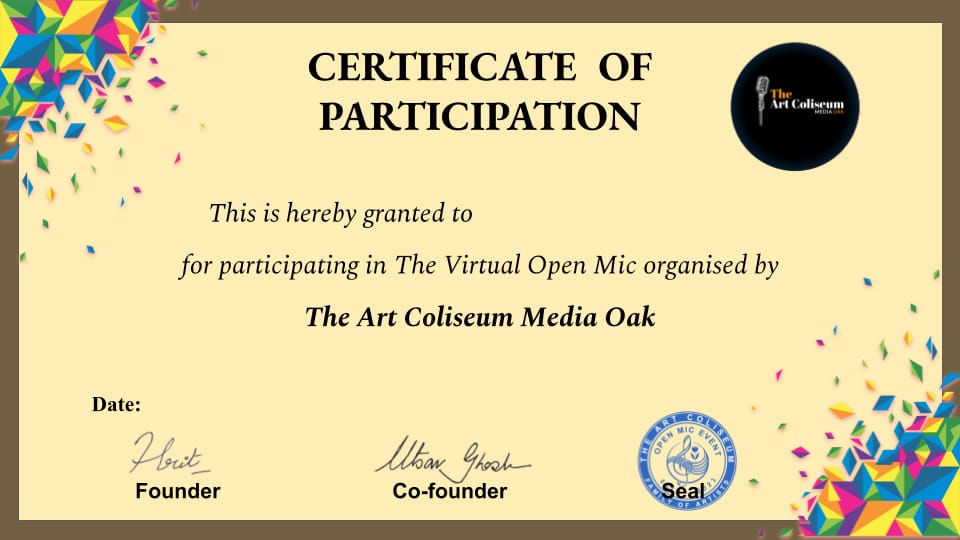 CERTIFICATE OF
PARTICIPATION
The
Art Coliseum
MEDIA OAK
This is hereby granted to
for participating in The Virtual Open Mic organised by
The Art Coliseum Media Oak
Date:
Utsav Ghosh
THE ART COLISEUM
OPEN MIC EVENT
FAMILY OF ARTISTS
Founder
Co-founder
Seal